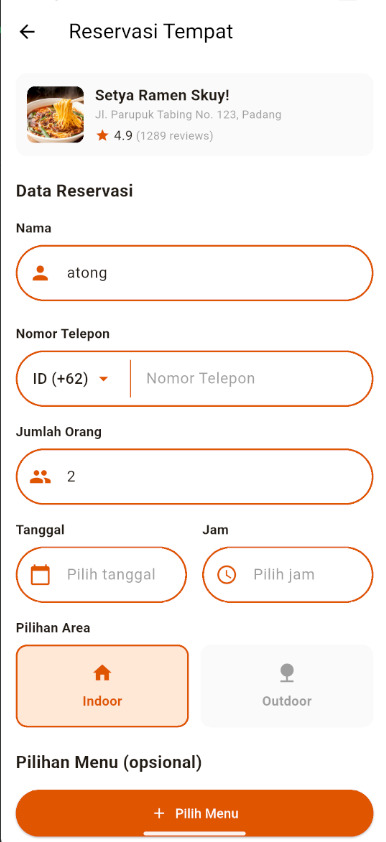 Reservasi Tempat
Setya Ramen Skuy!
Jl. Parupuk Tabing No. 123, Padang
4.9 (1289 reviews)
Data Reservasi
Nama
atong
Nomor Telepon
ID (+62) Nomor Telepon
Jumlah Orang
2
Tanggal Jam
Pilih tanggal Pilih jam
Pilihan Area
Indoor Outdoor
Pilihan Menu (opsional)
+ Pilih Menu